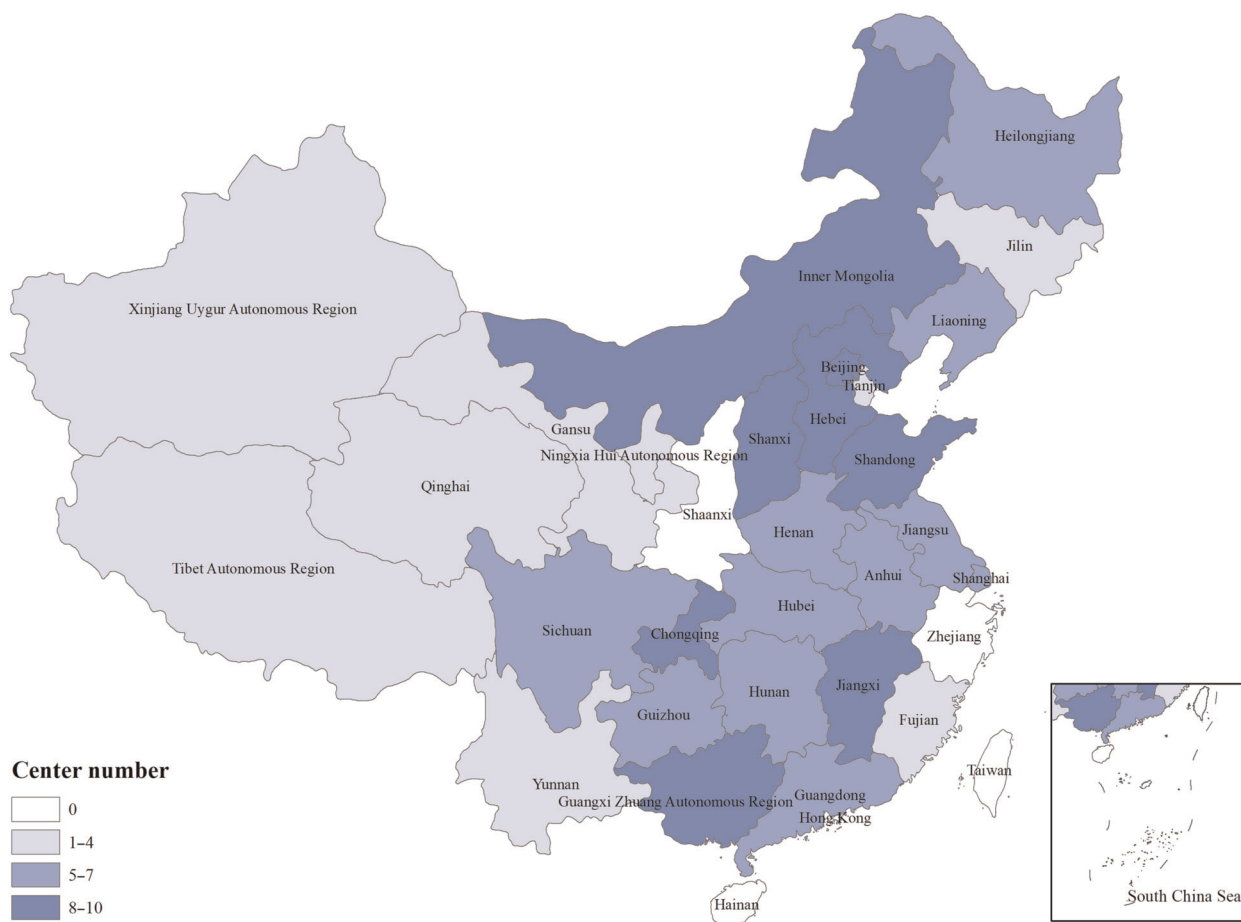 Heilongjiang
Jilin
Inner Mongolia
Xinjiang Uygur Autonomous Region
Liaoning
Beijing
Tianjin
Gansu
Hebei
Shanxi
Ningxia Hui Autonomous Region
Shandong
Qinghai
Shaanxi
Henan
Jiangsu
Tibet Autonomous Region
Anhui
Shanghai
Hubei
Sichuan
Chongqing
Zhejiang
Hunan
Jiangxi
Guizhou
Fujian
Center number
Taiwan
Yunnan
Guangdong
Guangxi Zhuang Autonomous Region
0
Hong Kong
1–4
5–7
South China Sea
Hainan
8–10